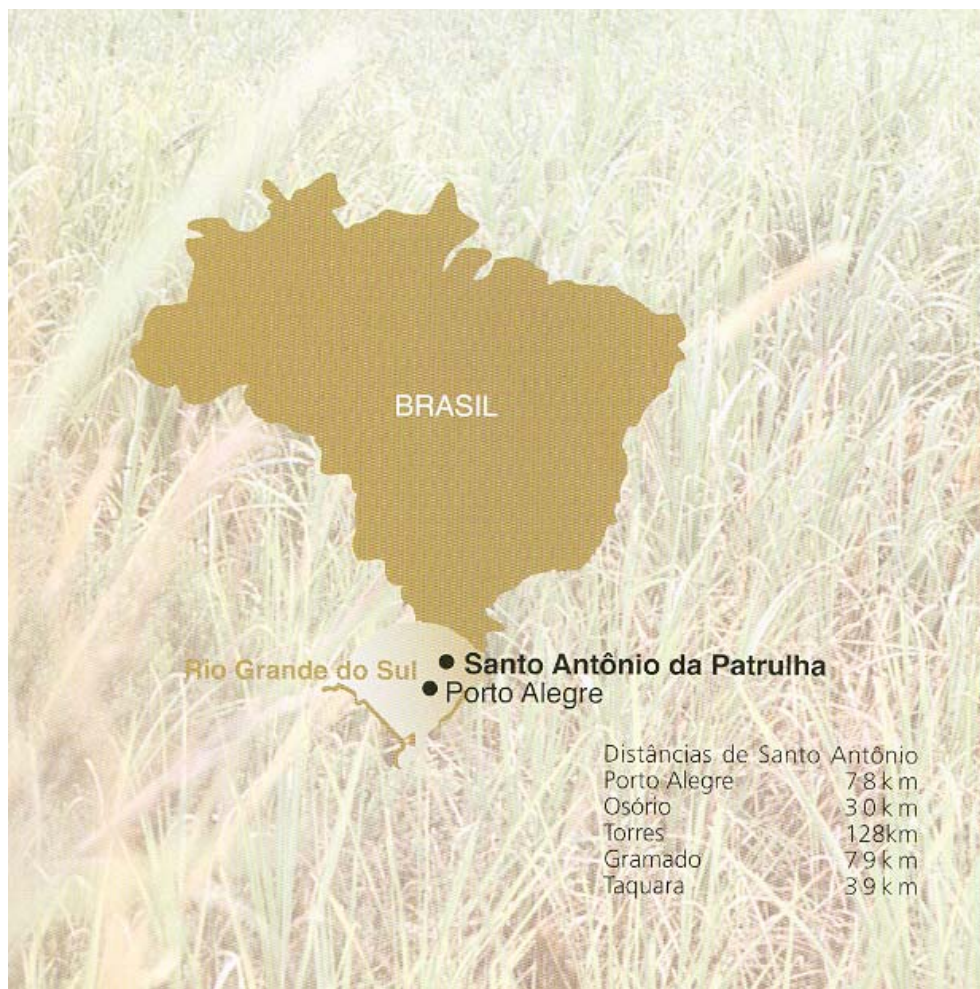 BRASIL
Rio Grande do Sul
Santo Antônio da Patrulha
Porto Alegre
Distâncias de Santo Antônio
Porto Alegre 78km
Osório 30km
Torres 128km
Gramado 79km
Taquara 39km